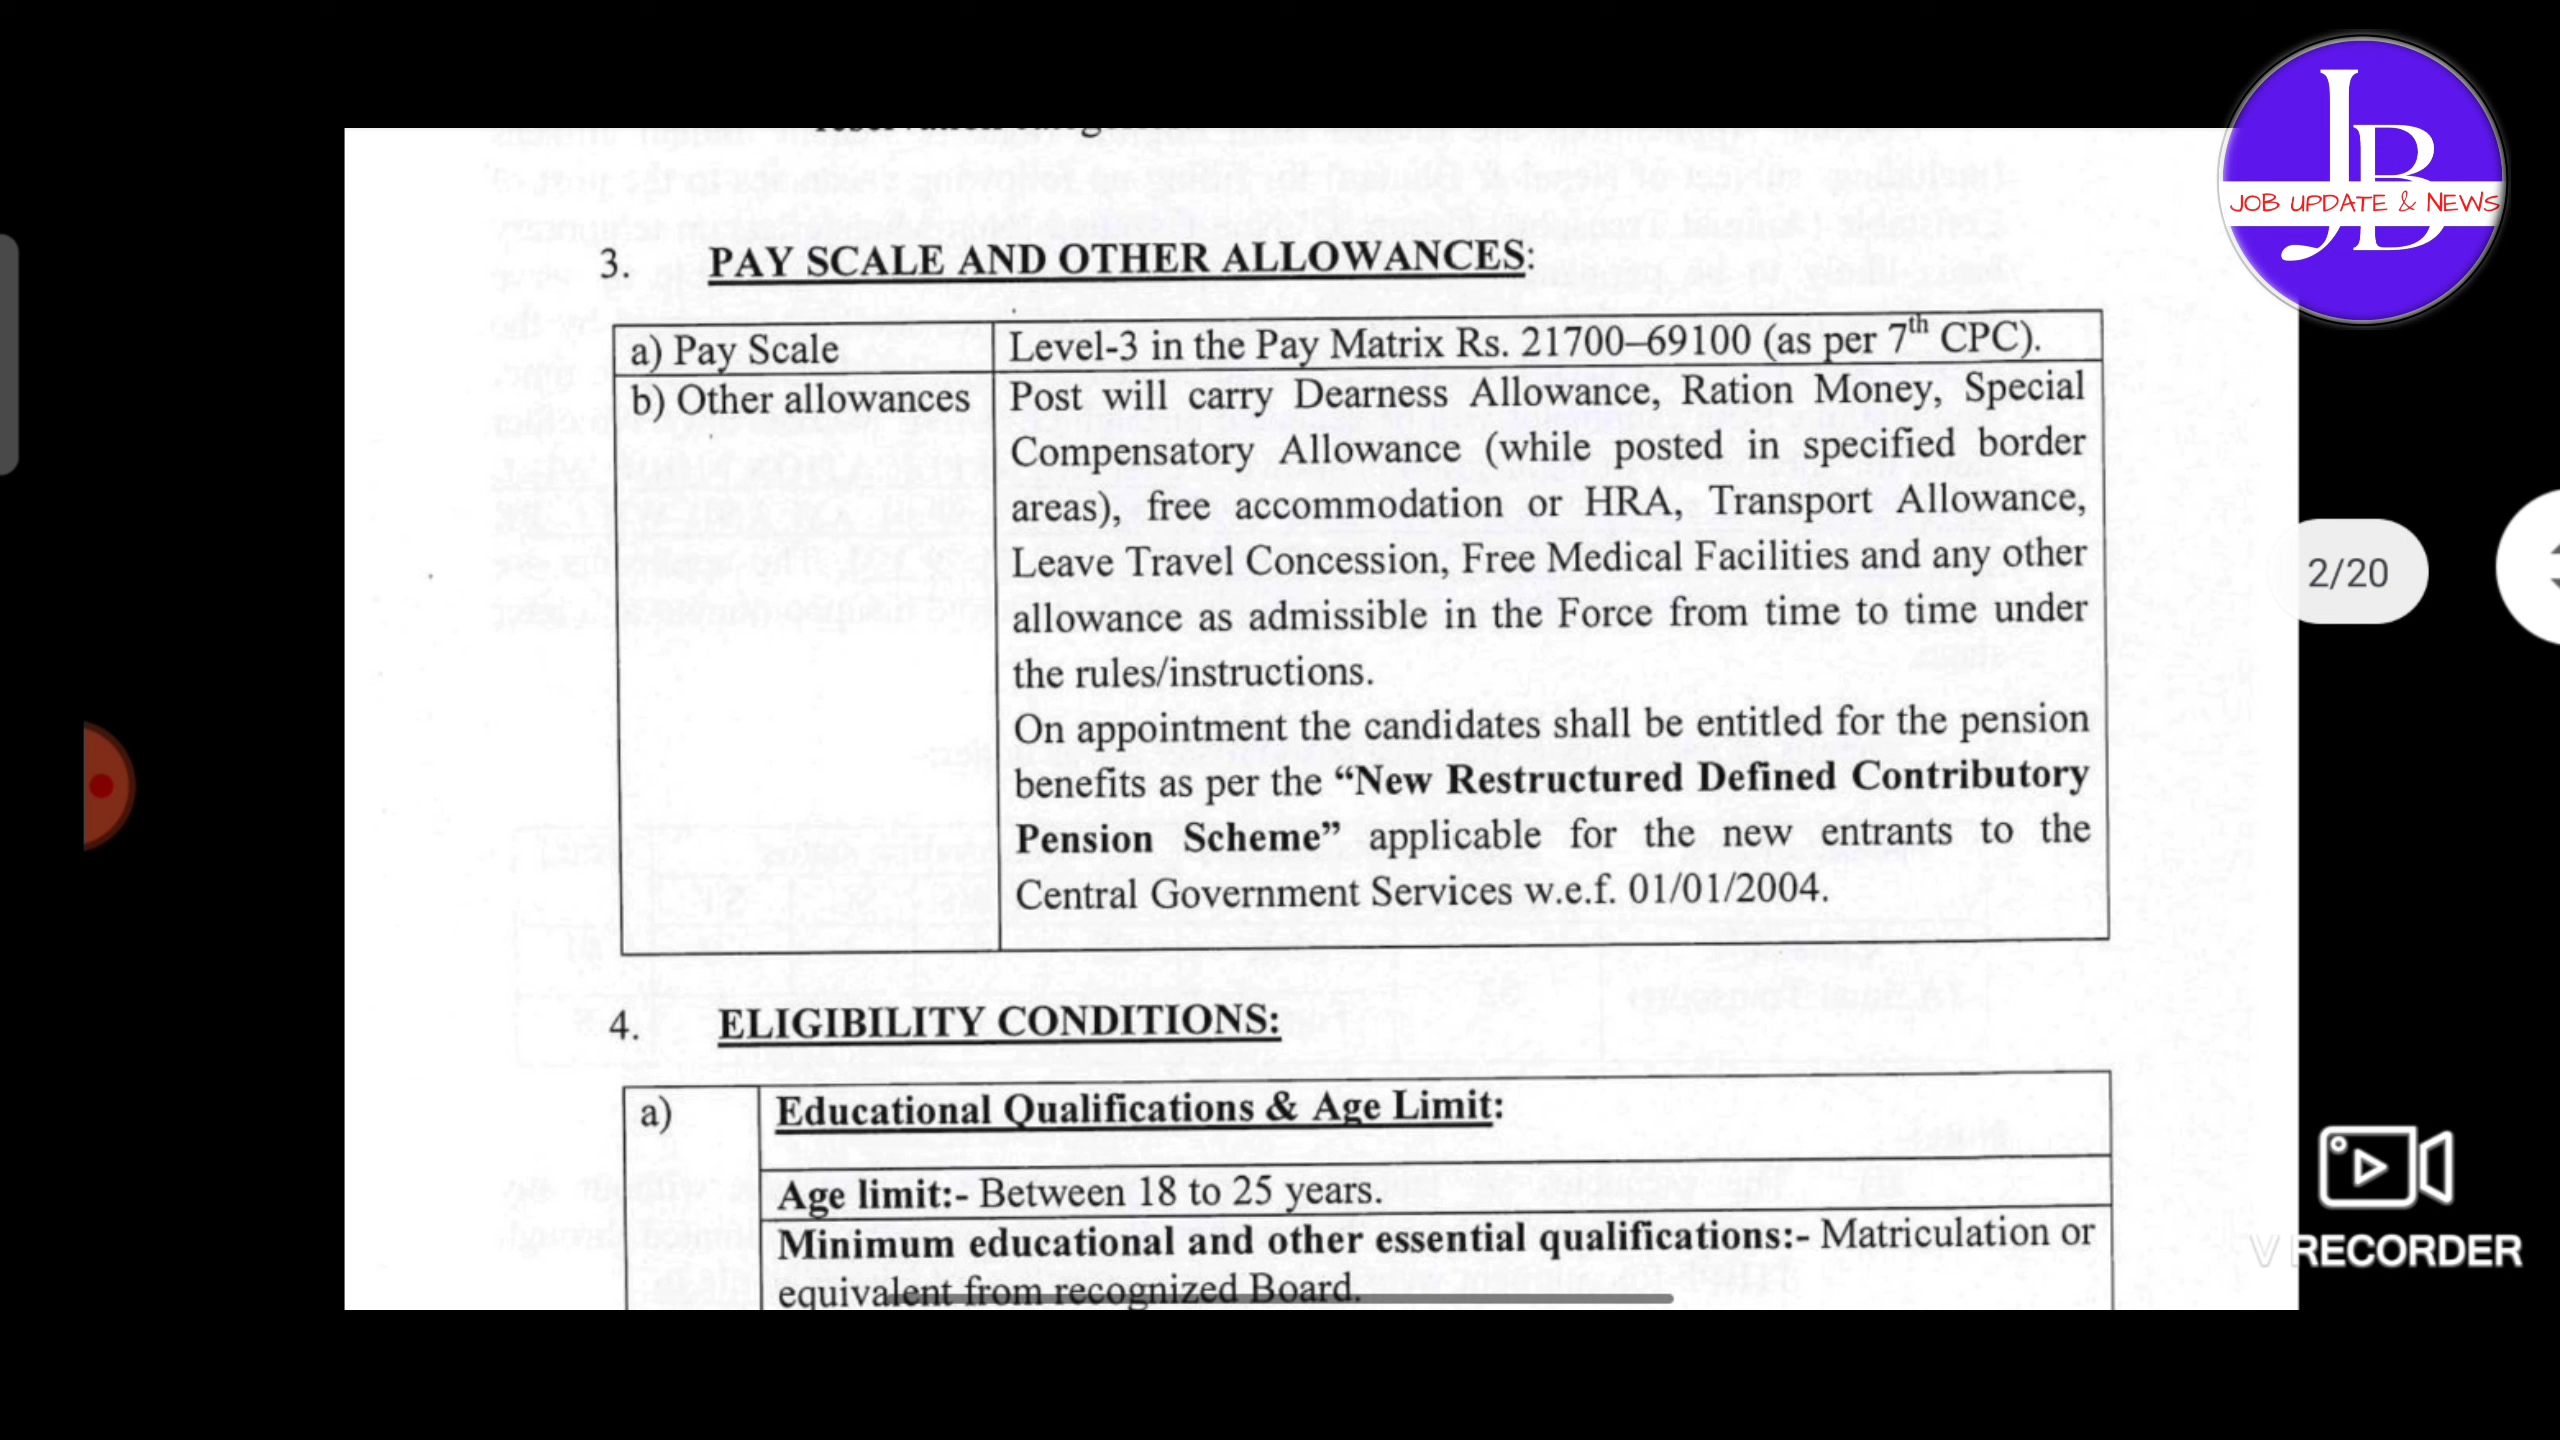 JB
JOB UPDATE & NEWS
3. PAY SCALE AND OTHER ALLOWANCES:
a) Pay Scale Level-3 in the Pay Matrix Rs. 21700–69100 (as per 7th CPC).
b) Other allowances Post will carry Dearness Allowance, Ration Money, Special
Compensatory Allowance (while posted in specified border
areas), free accommodation or HRA, Transport Allowance,
Leave Travel Concession, Free Medical Facilities and any other
allowance as admissible in the Force from time to time under
the rules/instructions.
On appointment the candidates shall be entitled for the pension
benefits as per the “New Restructured Defined Contributory
Pension Scheme” applicable for the new entrants to the
Central Government Services w.e.f. 01/01/2004.
2/20
4. ELIGIBILITY CONDITIONS:
a) Educational Qualifications & Age Limit:
Age limit:- Between 18 to 25 years.
Minimum educational and other essential qualifications:- Matriculation or
equivalent from recognized Board.
V RECORDER